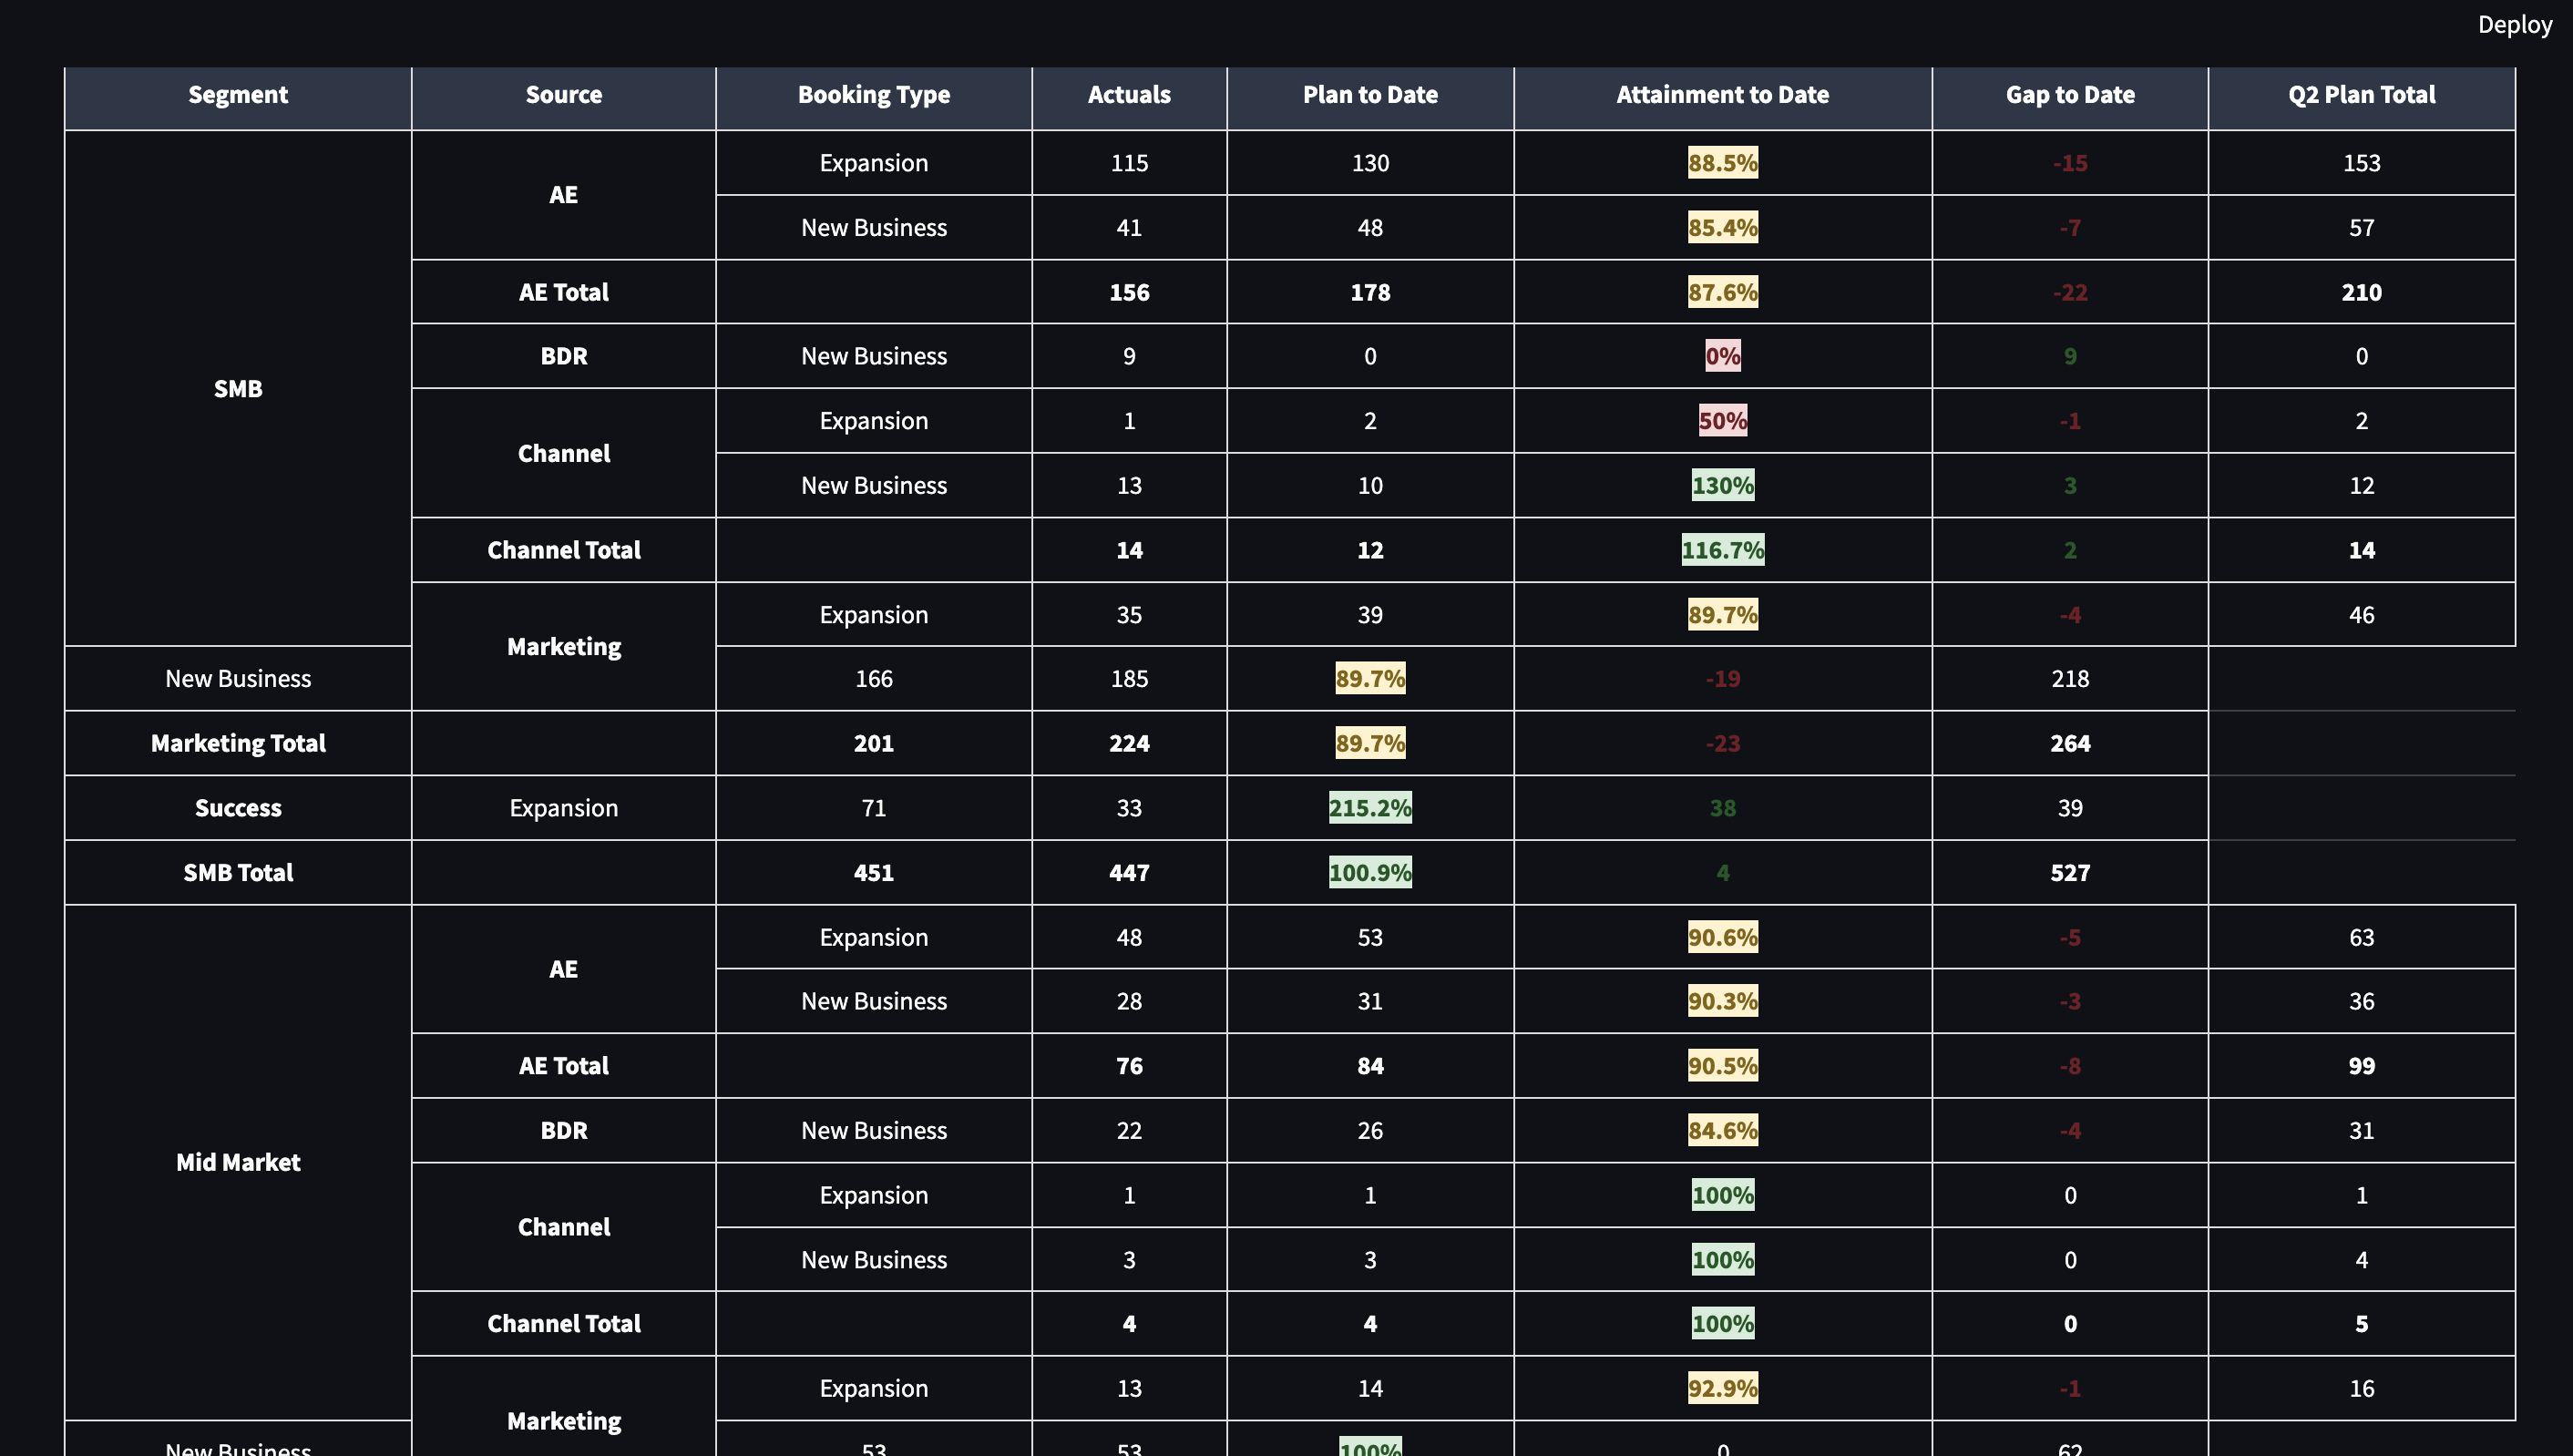 Deploy
Segment Source Booking Type Actuals Plan to Date Attainment to Date Gap to Date Q2 Plan Total
SMB AE Expansion 115 130 88.5% -15 153
New Business 41 48 85.4% -7 57
AE Total 156 178 87.6% -22 210
BDR New Business 9 0 0% 9 0
Channel Expansion 1 2 50% -1 2
New Business 13 10 130% 3 12
Channel Total 14 12 116.7% 2 14
Marketing Expansion 35 39 89.7% -4 46
New Business 166 185 89.7% -19 218
Marketing Total 201 224 89.7% -23 264
Success Expansion 71 33 215.2% 38 39
SMB Total 451 447 100.9% 4 527
Mid Market AE Expansion 48 53 90.6% -5 63
New Business 28 31 90.3% -3 36
AE Total 76 84 90.5% -8 99
BDR New Business 22 26 84.6% -4 31
Channel Expansion 1 1 100% 0 1
New Business 3 3 100% 0 4
Channel Total 4 4 100% 0 5
Marketing Expansion 13 14 92.9% -1 16
New Business 53 53 100% 0 62